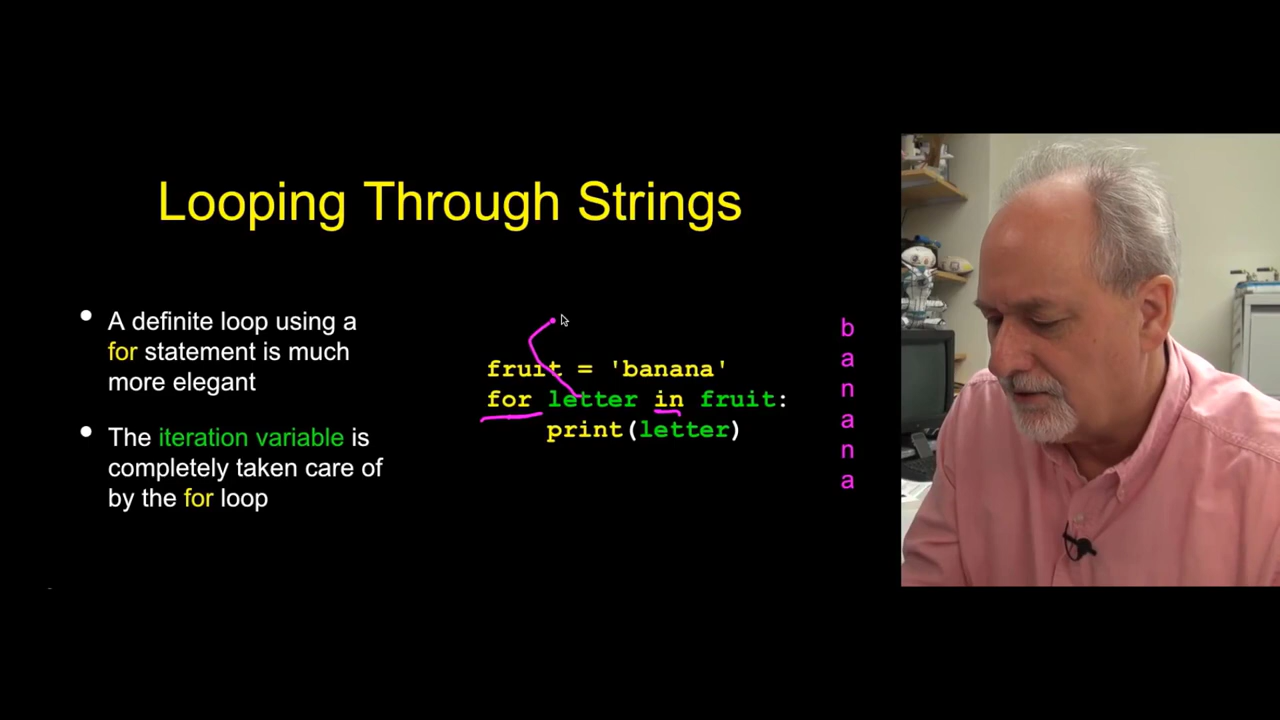 Looping Through Strings
• A definite loop using a
for statement is much
more elegant
• The iteration variable is
completely taken care of
by the for loop
fruit = 'banana'
for letter in fruit:
    print(letter)
b
a
n
a
n
a